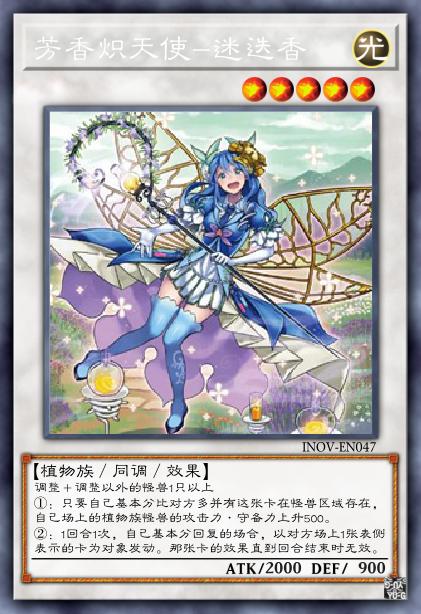 芳香炽天使-迷迭香
光
INOV-EN047
【植物族／同调／效果】
调整＋调整以外的怪兽1只以上
①：只要自己基本分比对方多并有这张卡在怪兽区域存在，
自己场上的植物族怪兽的攻击力·守备力上升500。
②：1回合1次，自己基本分回复的场合，以对方场上1张表侧
表示的卡为对象发动。那张卡的效果直到回合结束时无效。
ATK/2000 DEF/ 900